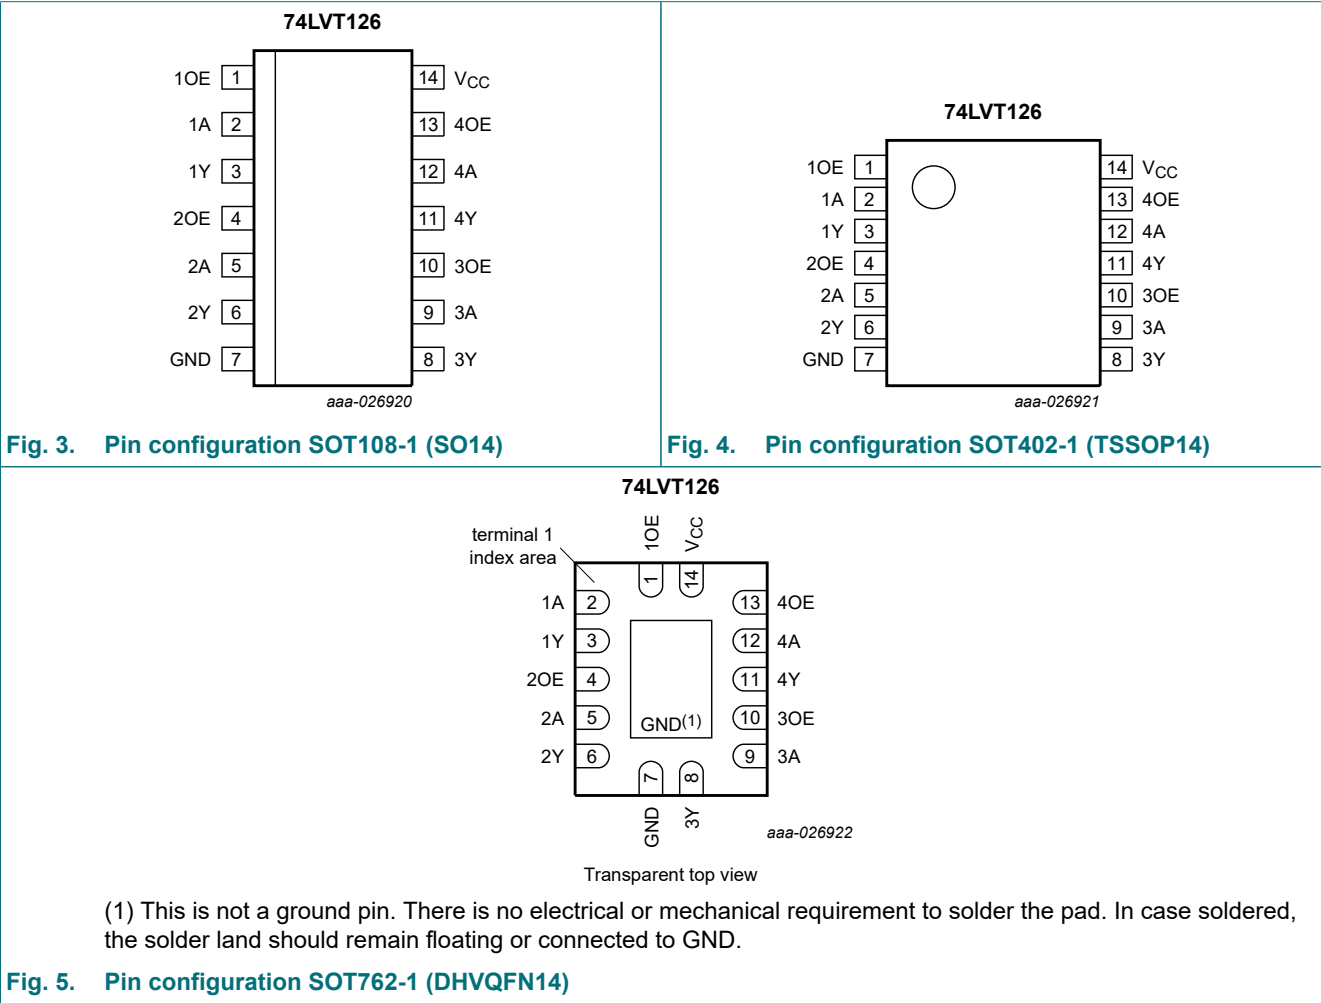 74LVT126
1OE 1
14 VCC
1A 2
13 4OE
1Y 3
12 4A
2OE 4
11 4Y
2A 5
10 3OE
2Y 6
9 3A
GND 7
8 3Y
aaa-026920
Fig. 3. Pin configuration SOT108-1 (SO14)
74LVT126
1OE 1
14 VCC
1A 2
13 4OE
1Y 3
12 4A
2OE 4
11 4Y
2A 5
10 3OE
2Y 6
9 3A
GND 7
8 3Y
aaa-026921
Fig. 4. Pin configuration SOT402-1 (TSSOP14)
74LVT126
terminal 1
index area
1OE
VCC
1
14
1A 2
13 4OE
1Y 3
12 4A
2OE 4
11 4Y
2A 5
10 3OE
GND(1)
2Y 6
9 3A
7
8
GND
3Y
aaa-026922
Transparent top view
(1) This is not a ground pin. There is no electrical or mechanical requirement to solder the pad. In case soldered,
the solder land should remain floating or connected to GND.
Fig. 5. Pin configuration SOT762-1 (DHVQFN14)